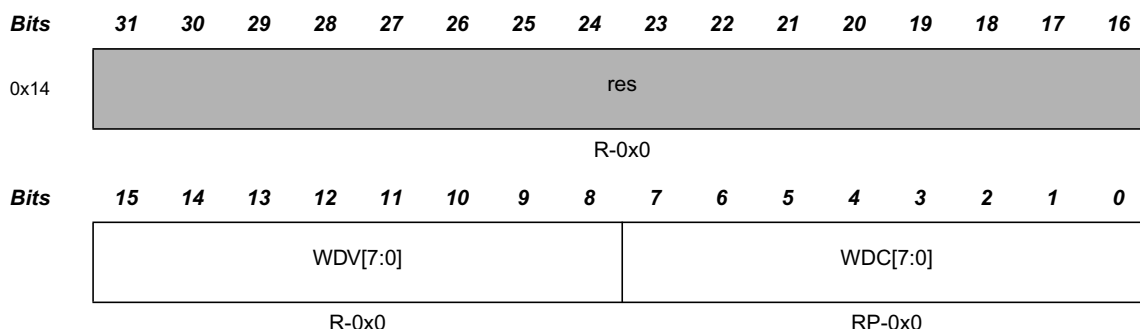 Bits 31 30 29 28 27 26 25 24 23 22 21 20 19 18 17 16
0x14 res
R-0x0
Bits 15 14 13 12 11 10 9 8 7 6 5 4 3 2 1 0
WDV[7:0] WDC[7:0]
R-0x0 RP-0x0